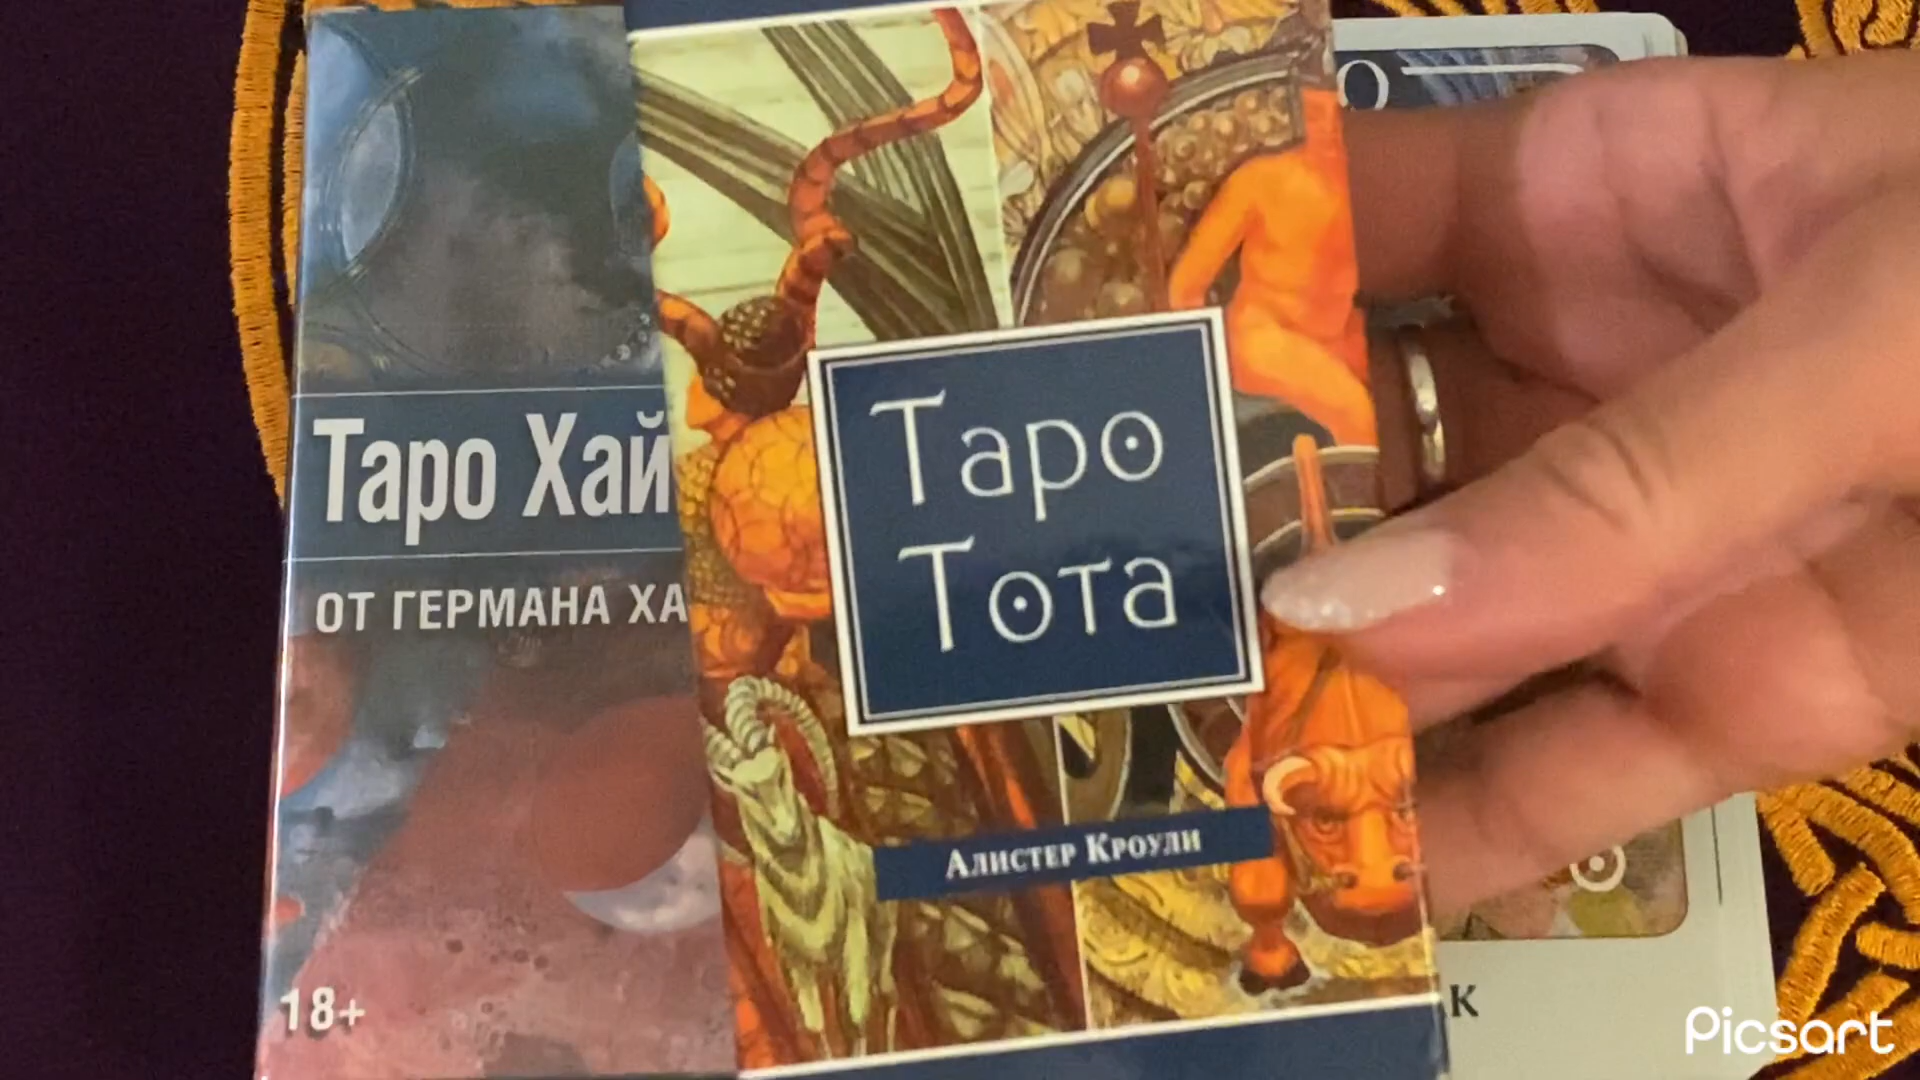 Таро Хай
ОТ ГЕРМАНА ХА
18+
Таро
Тота
Алистер Кроули
К
Picsart